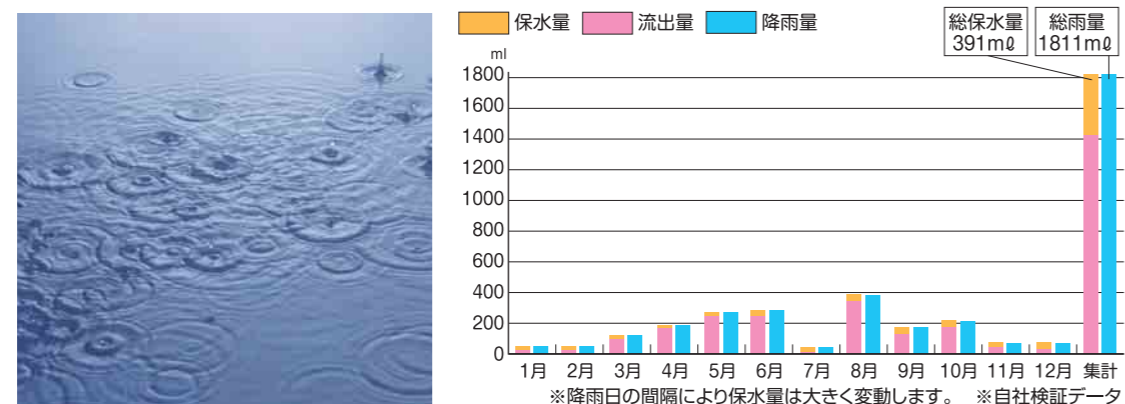 保水量 流出量 降雨量
総保水量
391mℓ
総雨量
1811mℓ
ml
1800
1600
1400
1200
1000
800
600
400
200
0
1月 2月 3月 4月 5月 6月 7月 8月 9月 10月 11月 12月 集計
※降雨日の間隔により保水量は大きく変動します。 ※自社検証データ